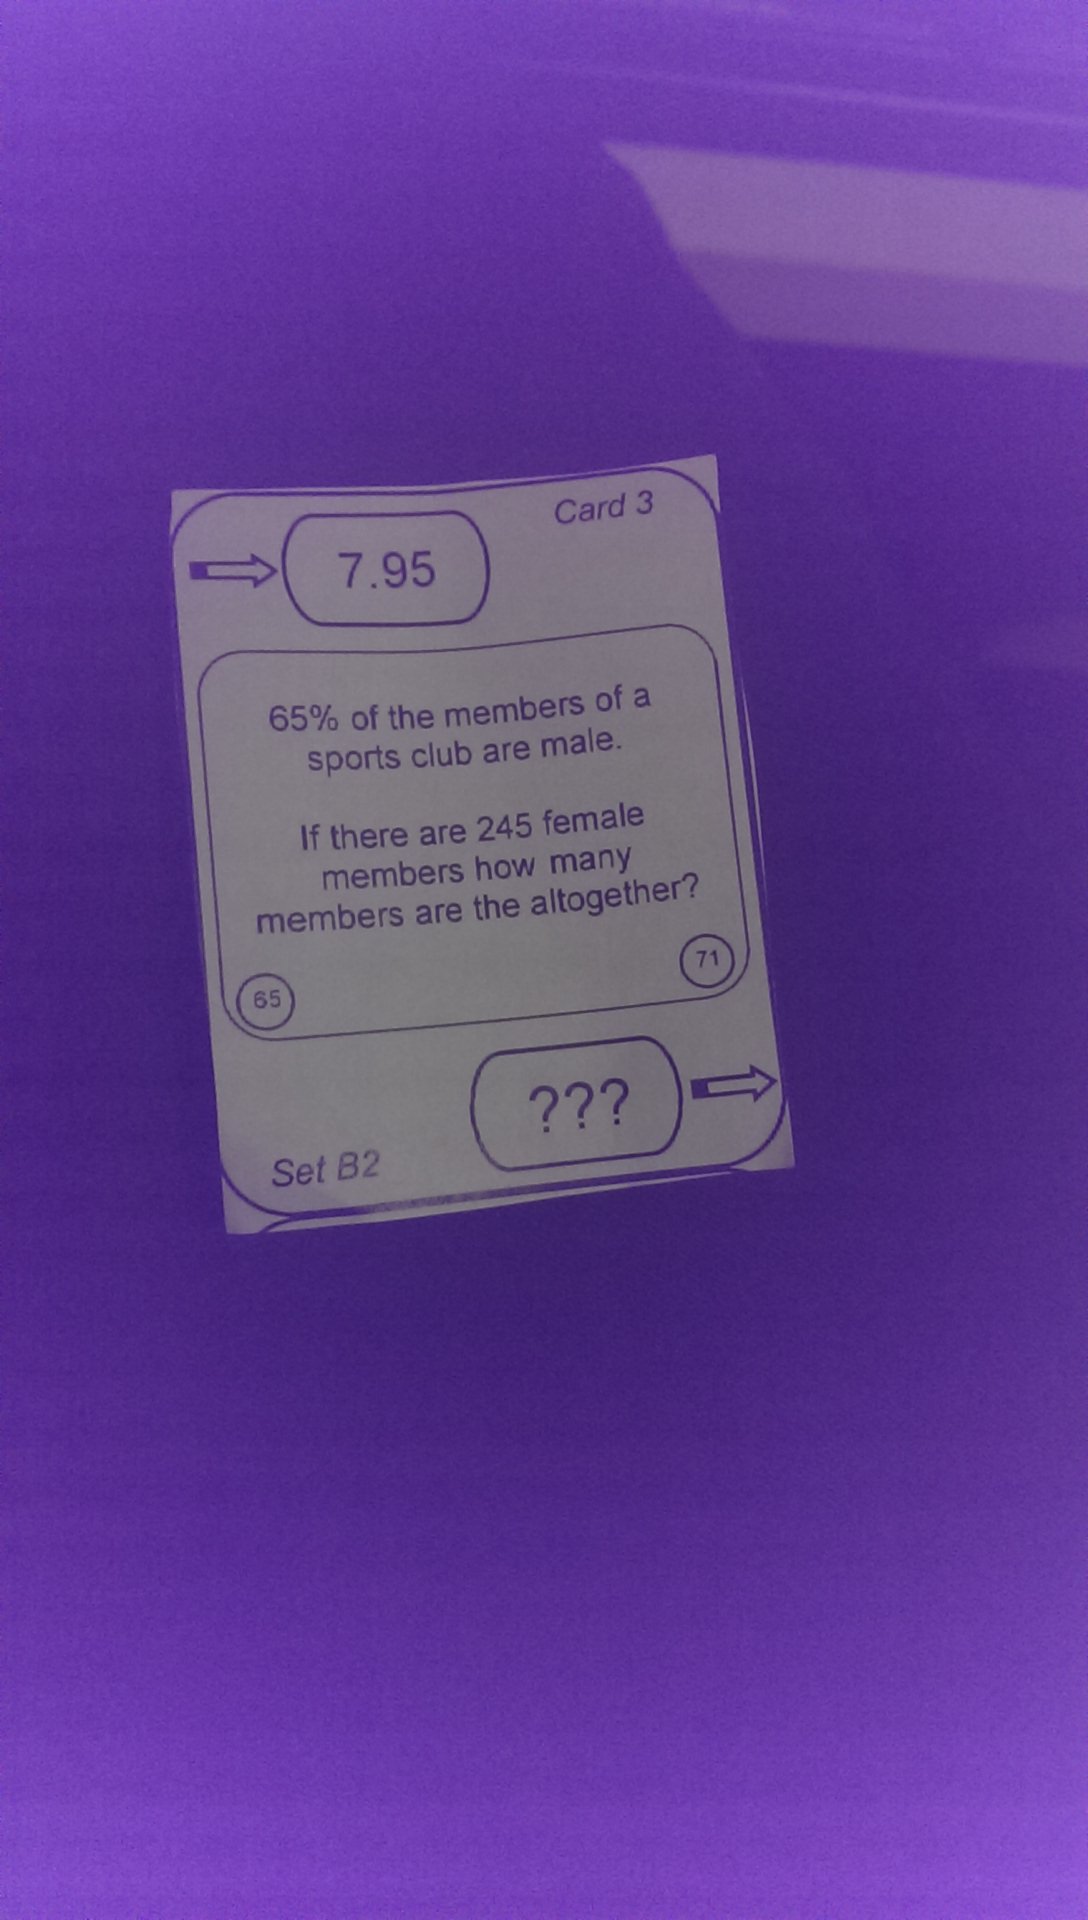 Card 3
7.95
65% of the members of a
sports club are male.
If there are 245 female
members how many
members are the altogether?
65
71
???
Set B2